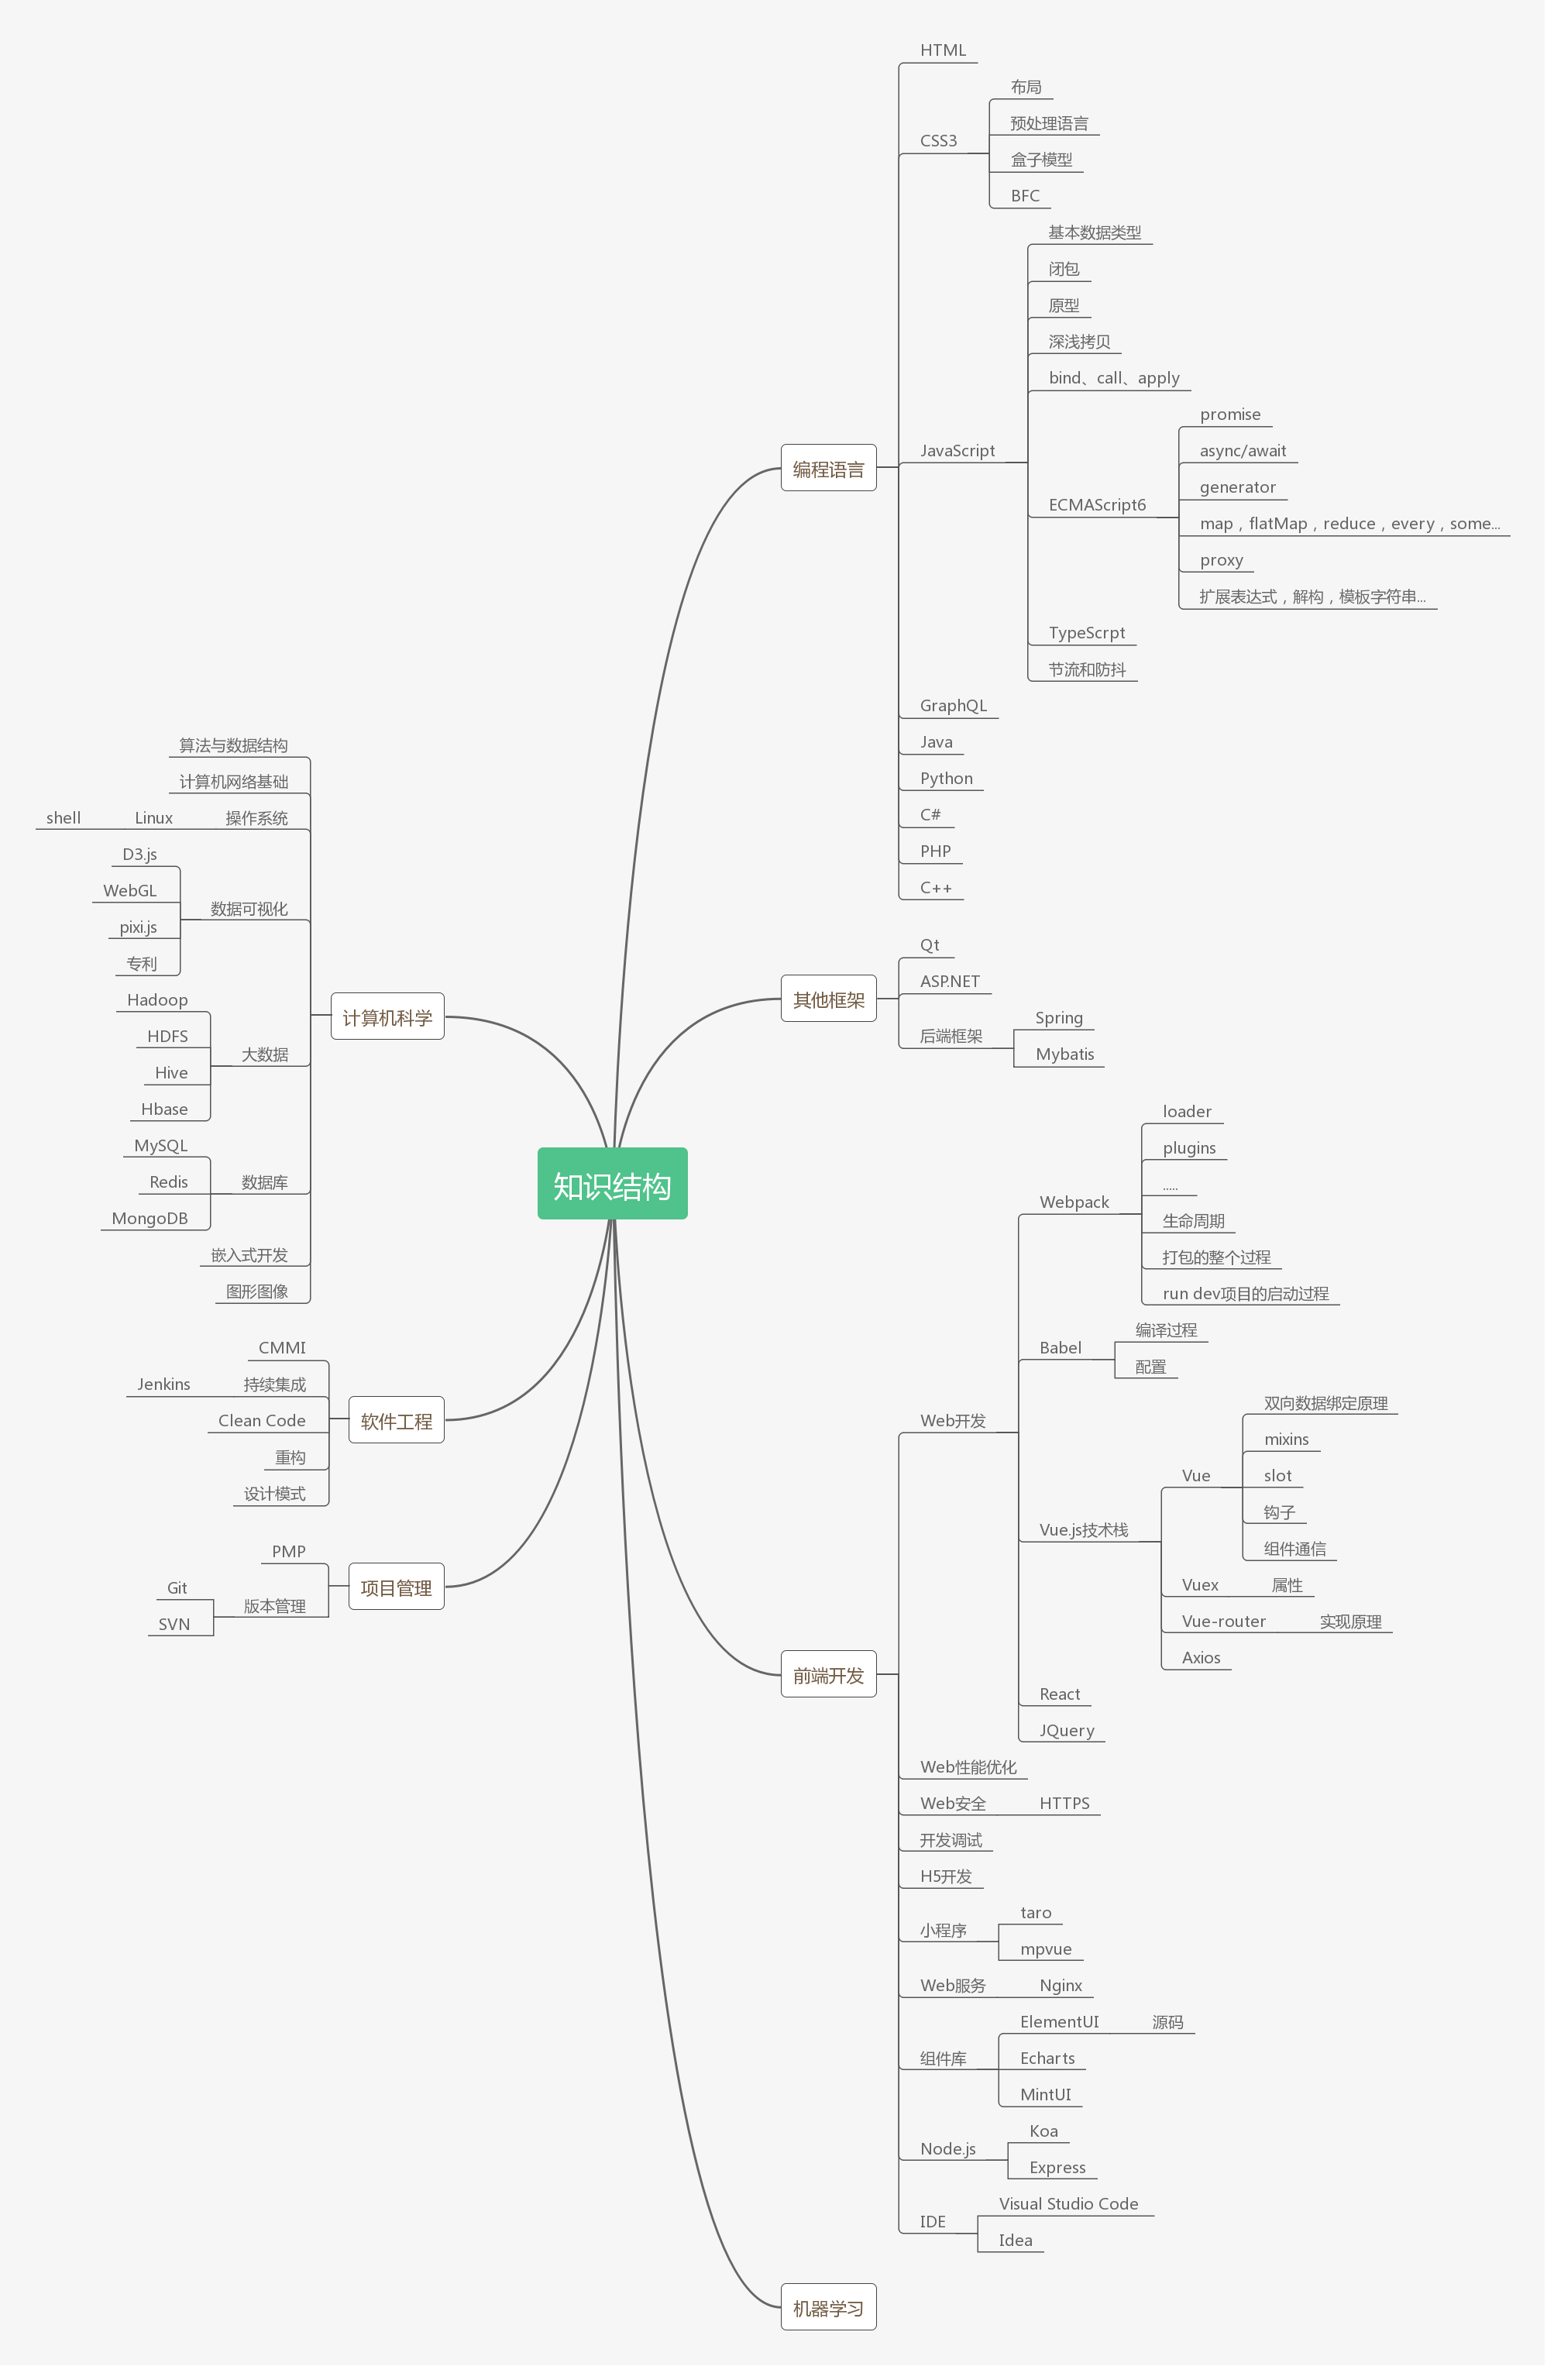 知识结构
编程语言
HTML
CSS3
布局
预处理语言
盒子模型
BFC
JavaScript
基本数据类型
闭包
原型
深浅拷贝
bind、call、apply
ECMAScript6
promise
async/await
generator
map，flatMap，reduce，every，some...
proxy
扩展表达式，解构，模板字符串...
TypeScrpt
节流和防抖
GraphQL
Java
Python
C#
PHP
C++
其他框架
Qt
ASP.NET
后端框架
Spring
Mybatis
前端开发
Web开发
Webpack
loader
plugins
.....
生命周期
打包的整个过程
run dev项目的启动过程
Babel
编译过程
配置
Vue.js技术栈
Vue
双向数据绑定原理
mixins
slot
钩子
组件通信
Vuex
属性
Vue-router
实现原理
Axios
React
JQuery
Web性能优化
Web安全
HTTPS
开发调试
H5开发
小程序
taro
mpvue
Web服务
Nginx
组件库
ElementUI
源码
Echarts
MintUI
Node.js
Koa
Express
IDE
Visual Studio Code
Idea
机器学习
计算机科学
算法与数据结构
计算机网络基础
操作系统
Linux
shell
数据可视化
D3.js
WebGL
pixi.js
专利
大数据
Hadoop
HDFS
Hive
Hbase
数据库
MySQL
Redis
MongoDB
嵌入式开发
图形图像
软件工程
CMMI
持续集成
Jenkins
Clean Code
重构
设计模式
项目管理
PMP
版本管理
Git
SVN